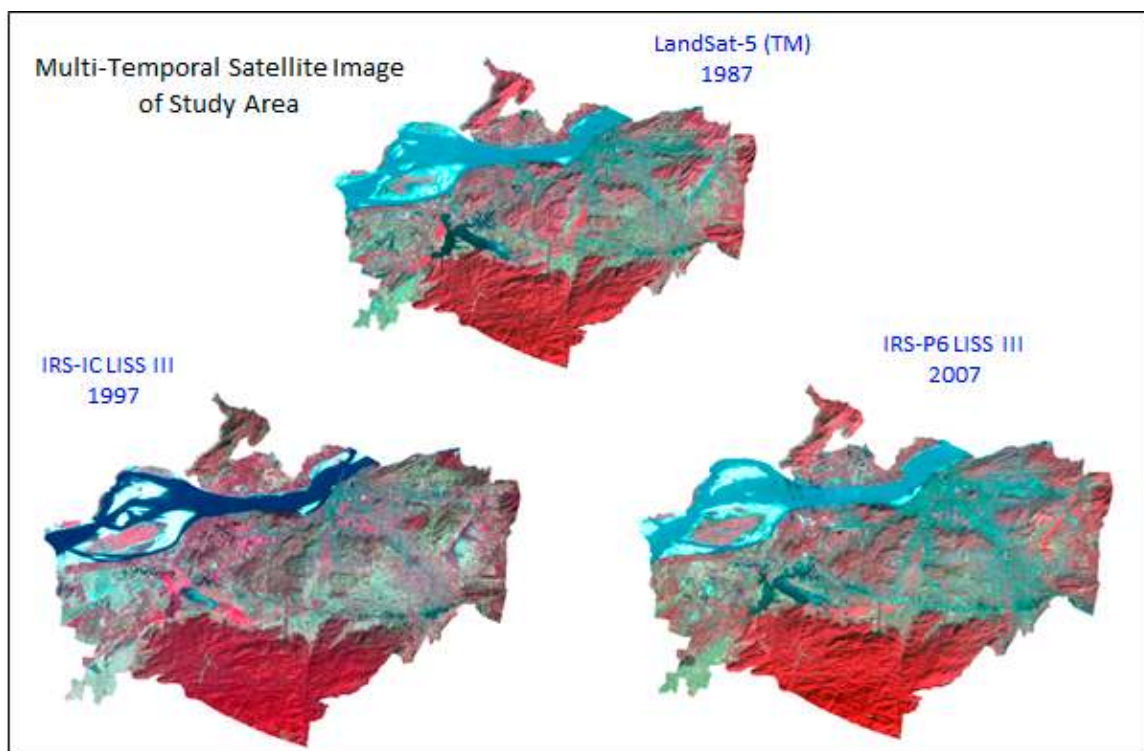 Multi-Temporal Satellite Image
of Study Area
LandSat-5 (TM)
1987
IRS-IC LISS III
1997
IRS-P6 LISS III
2007